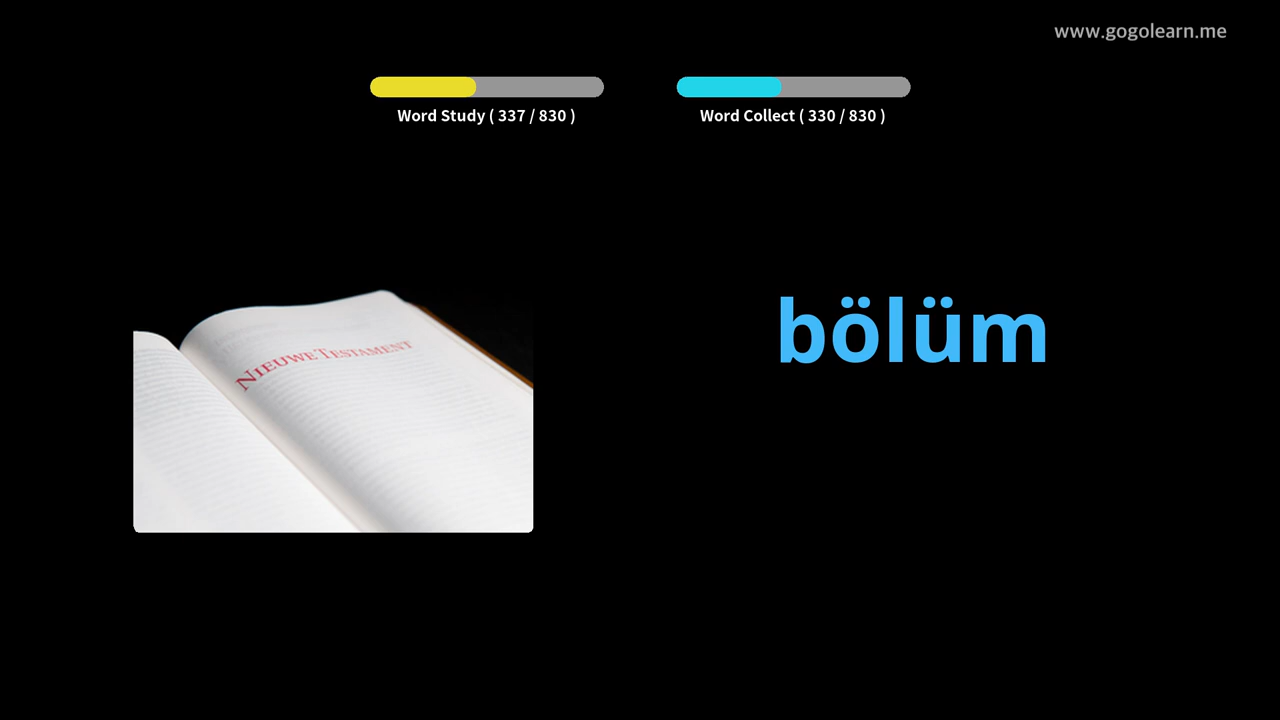 www.gogolearn.me
Word Study ( 337 / 830 )
Word Collect ( 330 / 830 )
NIEUWE TESTAMENT
bölüm